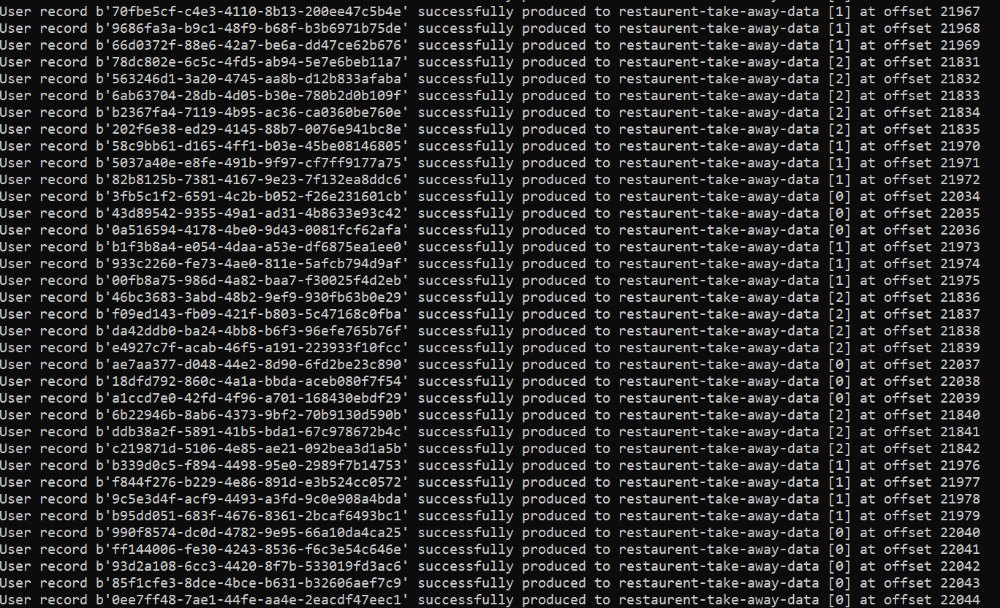 User record b'70fbe5cf-c4e3-4110-8b13-200ee47c5b4e' successfully produced to restaurent-take-away-data [1] at offset 21967
User record b'9686fa3a-b9c1-48f9-b68f-b3b6971b75de' successfully produced to restaurent-take-away-data [1] at offset 21968
User record b'66d0372f-88e6-42a7-be6a-dd47ce62b676' successfully produced to restaurent-take-away-data [1] at offset 21969
User record b'78dc802e-6c5c-4fd5-ab94-5e7e6beb11a7' successfully produced to restaurent-take-away-data [2] at offset 21831
User record b'563246d1-3a20-4745-aa8b-d12b833afaba' successfully produced to restaurent-take-away-data [2] at offset 21832
User record b'6ab63704-28db-4d05-b30e-780b2d0b109f' successfully produced to restaurent-take-away-data [2] at offset 21833
User record b'b2367fa4-7119-4b95-ac36-ca0360be760e' successfully produced to restaurent-take-away-data [2] at offset 21834
User record b'202f6e38-ed29-4145-88b7-0076e941bc8e' successfully produced to restaurent-take-away-data [2] at offset 21835
User record b'58c9bb61-d165-4ff1-b03e-45be08146805' successfully produced to restaurent-take-away-data [1] at offset 21970
User record b'5037a40e-e8fe-491b-9f97-cf7ff9177a75' successfully produced to restaurent-take-away-data [1] at offset 21971
User record b'82b8125b-7381-4167-9e23-7f132ea8ddc6' successfully produced to restaurent-take-away-data [1] at offset 21972
User record b'3fb5c1f2-6591-4c2b-b052-f26e231601cb' successfully produced to restaurent-take-away-data [0] at offset 22034
User record b'43d89542-9355-49a1-ad31-4b8633e93c42' successfully produced to restaurent-take-away-data [0] at offset 22035
User record b'0a516594-4178-4be0-9d43-0081fcf62afa' successfully produced to restaurent-take-away-data [0] at offset 22036
User record b'b1f3b8a4-e054-4daa-a53e-df6875ea1ee0' successfully produced to restaurent-take-away-data [1] at offset 21973
User record b'933c2260-fe73-4ae0-811e-5afcb794d9af' successfully produced to restaurent-take-away-data [1] at offset 21974
User record b'00fb8a75-986d-4a82-baa7-f30025f4d2eb' successfully produced to restaurent-take-away-data [1] at offset 21975
User record b'46bc3683-3abd-48b2-9ef9-930fb63b0e29' successfully produced to restaurent-take-away-data [2] at offset 21836
User record b'f09ed143-fb09-421f-b803-5c47168c0fba' successfully produced to restaurent-take-away-data [2] at offset 21837
User record b'da42ddb0-ba24-4bb8-b6f3-96efe765b76f' successfully produced to restaurent-take-away-data [2] at offset 21838
User record b'e4927c7f-acab-46f5-a191-223933f10fcc' successfully produced to restaurent-take-away-data [2] at offset 21839
User record b'ae7aa377-d048-44e2-8d90-6fd2be23c890' successfully produced to restaurent-take-away-data [0] at offset 22037
User record b'18dfd792-860c-4a1a-bbda-aceb080f7f54' successfully produced to restaurent-take-away-data [0] at offset 22038
User record b'a1ccd7e0-42fd-4f96-a701-168430ebdf29' successfully produced to restaurent-take-away-data [0] at offset 22039
User record b'6b22946b-8ab6-4373-9bf2-70b9130d590b' successfully produced to restaurent-take-away-data [2] at offset 21840
User record b'ddb38a2f-5891-41b5-bda1-67c978672b4c' successfully produced to restaurent-take-away-data [2] at offset 21841
User record b'c219871d-5106-4e85-ae21-092bea3d1a5b' successfully produced to restaurent-take-away-data [2] at offset 21842
User record b'b339d0c5-f894-4498-95e0-2989f7b14753' successfully produced to restaurent-take-away-data [1] at offset 21976
User record b'f844f276-b229-4e86-891d-e3b524cc0572' successfully produced to restaurent-take-away-data [1] at offset 21977
User record b'9c5e3d4f-acf9-4493-a3fd-9c0e908a4bda' successfully produced to restaurent-take-away-data [1] at offset 21978
User record b'b95dd051-683f-4676-8361-2bcaf6493bc1' successfully produced to restaurent-take-away-data [1] at offset 21979
User record b'990f8574-dc0d-4782-9e95-66a10da4ca25' successfully produced to restaurent-take-away-data [0] at offset 22040
User record b'ff144006-fe30-4243-8536-f6c3e54c646e' successfully produced to restaurent-take-away-data [0] at offset 22041
User record b'93d2a108-6cc3-4420-8f7b-533019fd3ac6' successfully produced to restaurent-take-away-data [0] at offset 22042
User record b'85f1cfe3-8dce-4bce-b631-b32606aef7c9' successfully produced to restaurent-take-away-data [0] at offset 22043
User record b'0ee7ff48-7ae1-44fe-aa4e-2eacdf47eec1' successfully produced to restaurent-take-away-data [0] at offset 22044